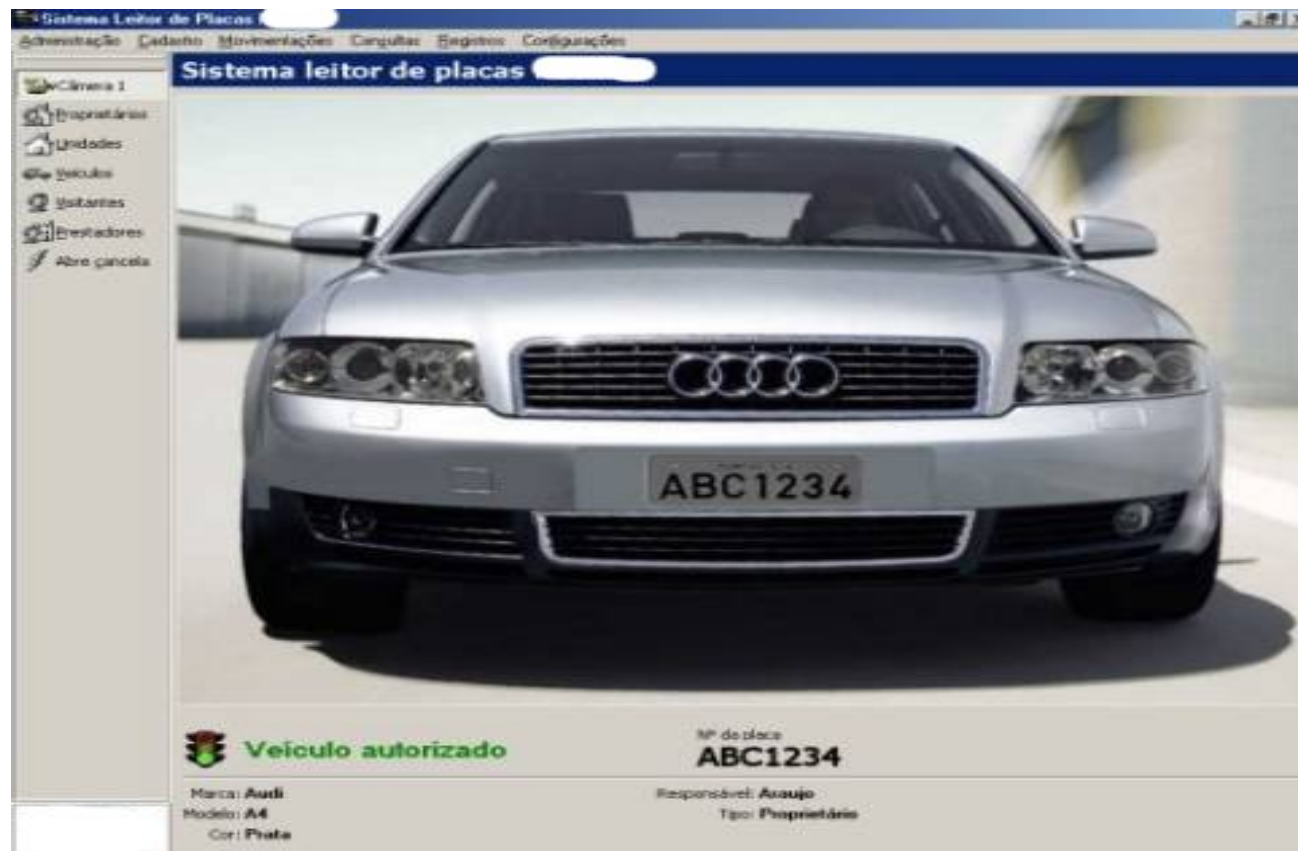 Sistema Leitor de Placas
Administração Cadastro Movimentações Consultas Registros Configurações
Sistema leitor de placas
Câmera 1
Proprietários
Unidades
Veículos
Visitantes
Prestadores
Abre cancela
ABC1234
Veículo autorizado
Nº da placa
ABC1234
Marca: Audi
Responsável: Araujo
Modelo: A4
Tipo: Proprietário
Cor: Prata